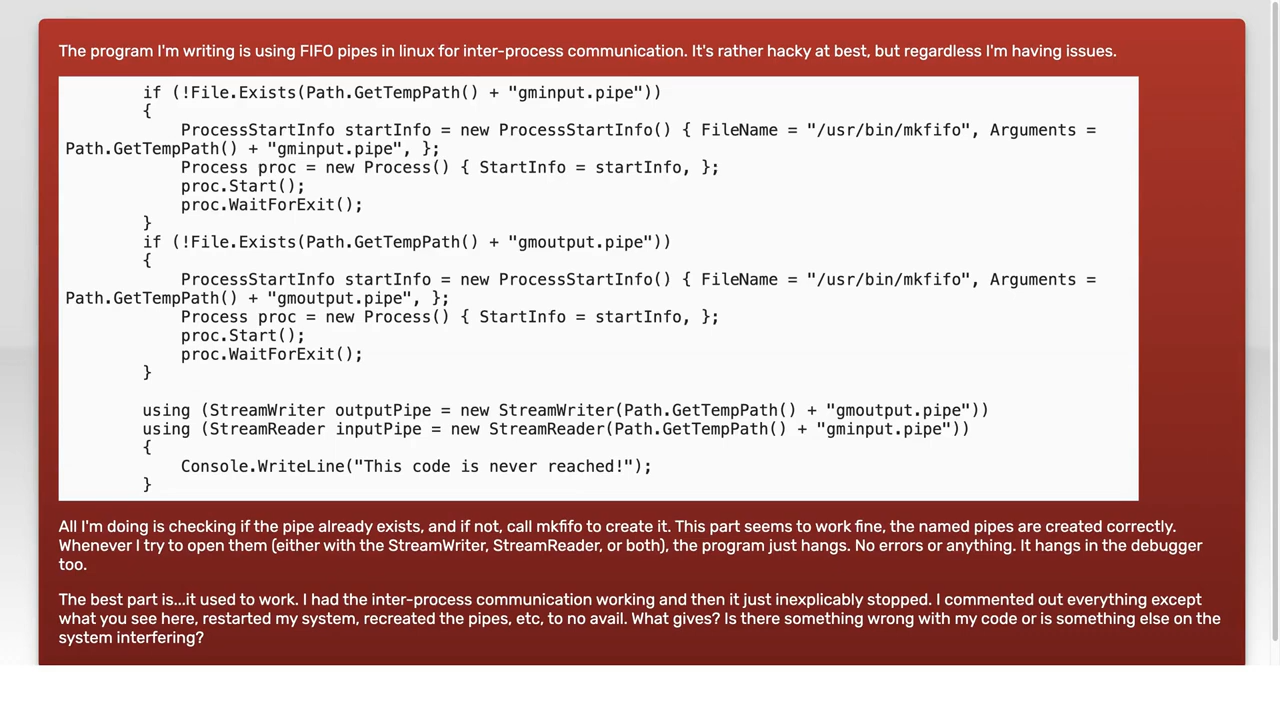 The program I'm writing is using FIFO pipes in linux for inter-process communication. It's rather hacky at best, but regardless I'm having issues.
if (!File.Exists(Path.GetTempPath() + "gminput.pipe"))
{
ProcessStartInfo startInfo = new ProcessStartInfo() { FileName = "/usr/bin/mkfifo", Arguments =
Path.GetTempPath() + "gminput.pipe", };
Process proc = new Process() { StartInfo = startInfo, };
proc.Start();
proc.WaitForExit();
}
if (!File.Exists(Path.GetTempPath() + "gmoutput.pipe"))
{
ProcessStartInfo startInfo = new ProcessStartInfo() { FileName = "/usr/bin/mkfifo", Arguments =
Path.GetTempPath() + "gmoutput.pipe", };
Process proc = new Process() { StartInfo = startInfo, };
proc.Start();
proc.WaitForExit();
}
using (StreamWriter outputPipe = new StreamWriter(Path.GetTempPath() + "gmoutput.pipe"))
using (StreamReader inputPipe = new StreamReader(Path.GetTempPath() + "gminput.pipe"))
{
Console.WriteLine("This code is never reached!");
}
All I'm doing is checking if the pipe already exists, and if not, call mkfifo to create it. This part seems to work fine, the named pipes are created correctly.
Whenever I try to open them (either with the StreamWriter, StreamReader, or both), the program just hangs. No errors or anything. It hangs in the debugger
too.
The best part is...it used to work. I had the inter-process communication working and then it just inexplicably stopped. I commented out everything except
what you see here, restarted my system, recreated the pipes, etc, to no avail. What gives? Is there something wrong with my code or is something else on the
system interfering?